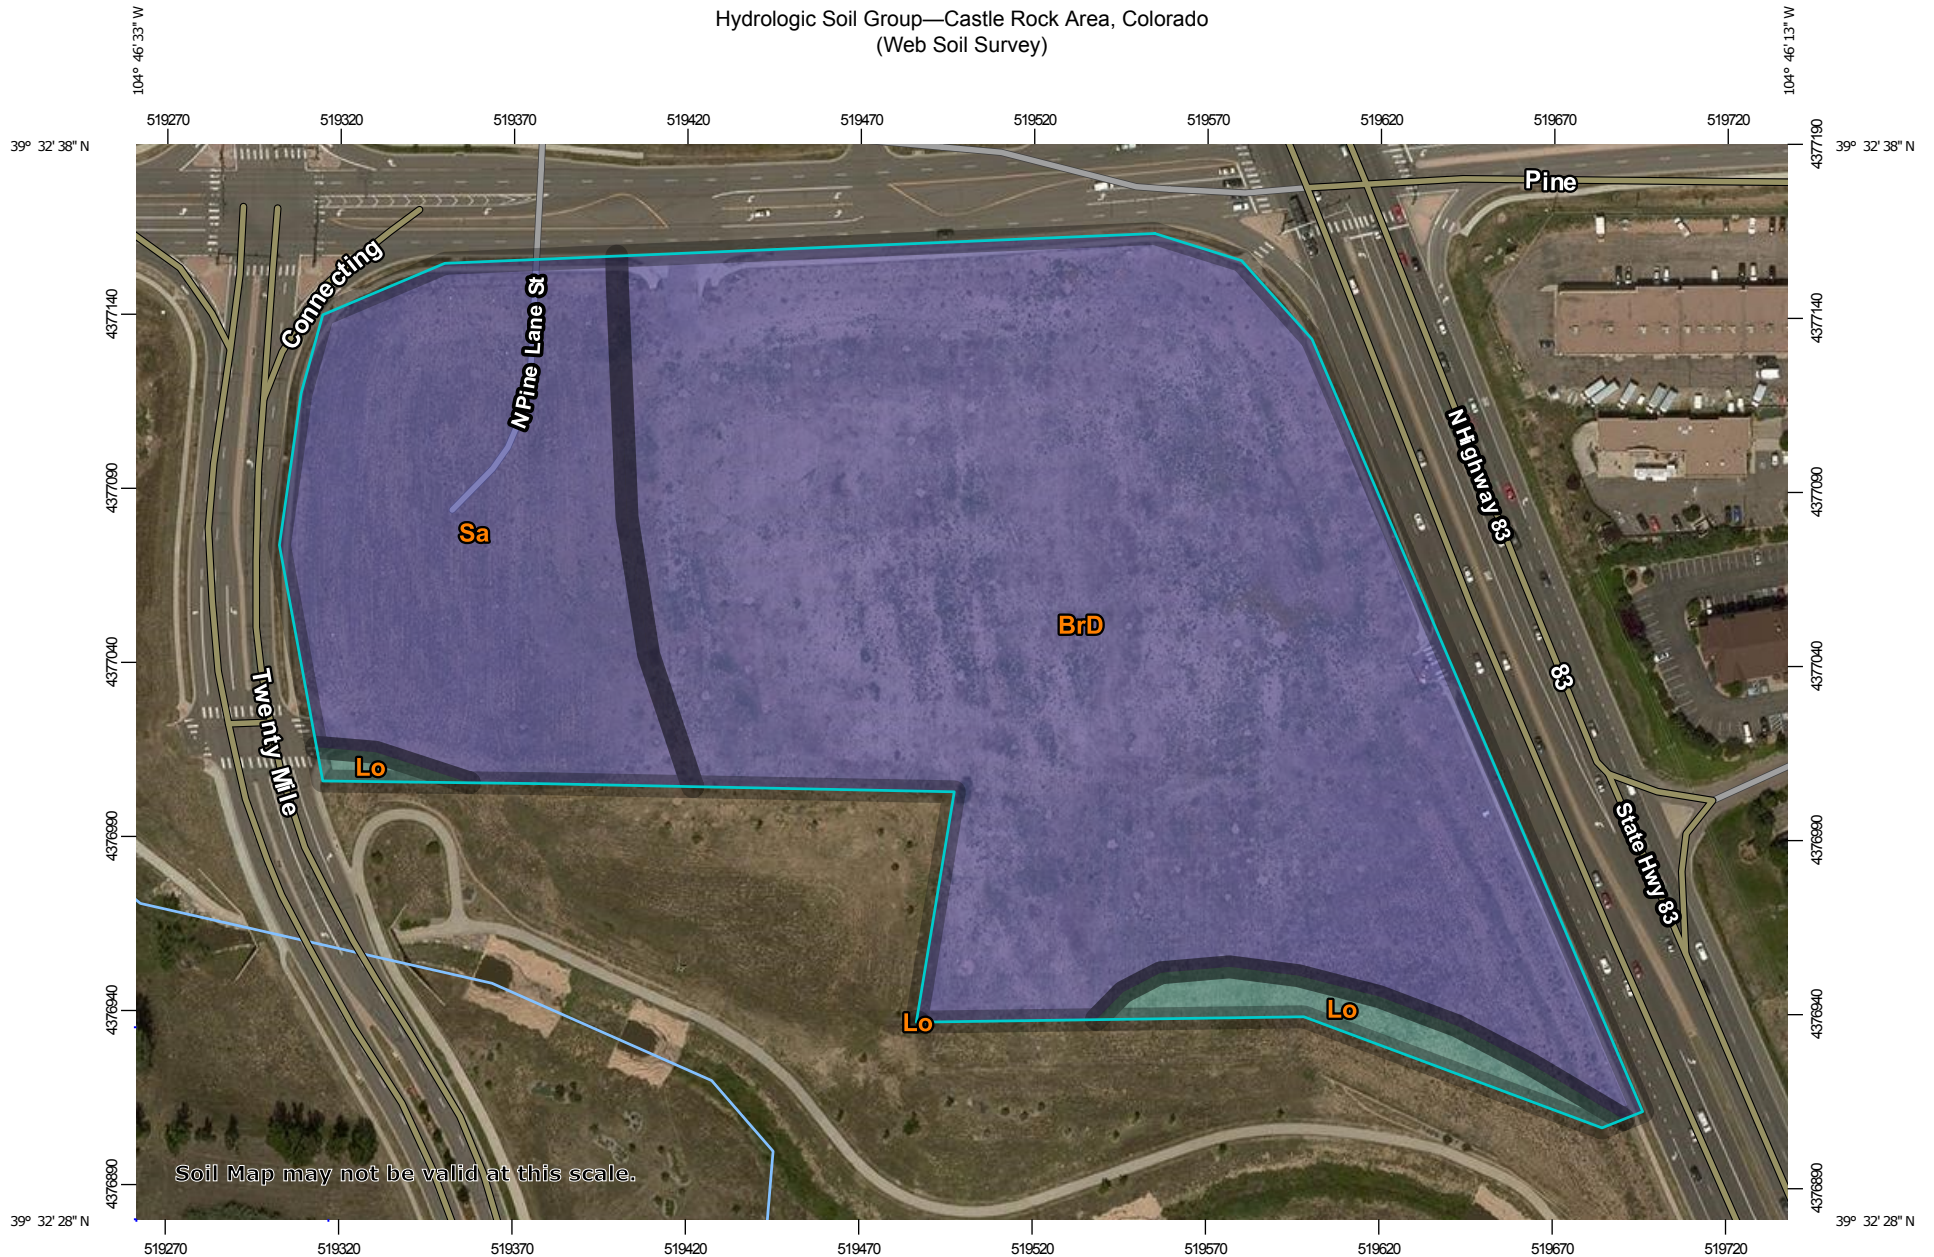 Hydrologic Soil Group—Castle Rock Area, Colorado
(Web Soil Survey)
104° 46' 33" W
104° 46' 13" W
519270 519320 519370 519420 519470 519520 519570 519620 519670 519720
39° 32' 38" N
39° 32' 38" N
4377190
Pine
Connecting
N Pine Lane St
4377140
4377140
N Highway 83
4377090
4377090
Sa
BrD
4377040
4377040
83
Twenty Mile
Lo
State Hwy 83
4376990
4376990
Lo
Lo
4376940
4376940
Soil Map may not be valid at this scale.
4376890
4376890
39° 32' 28" N
39° 32' 28" N
519270 519320 519370 519420 519470 519520 519570 519620 519670 519720